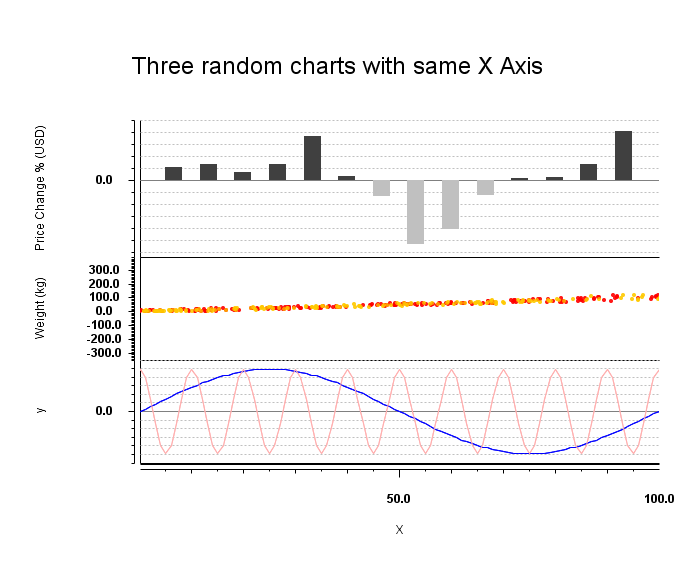 Three random charts with same X Axis
Price Change % (USD)
0.0
Weight (kg)
300.0
200.0
100.0
0.0
-100.0
-200.0
-300.0
y
0.0
50.0
100.0
X